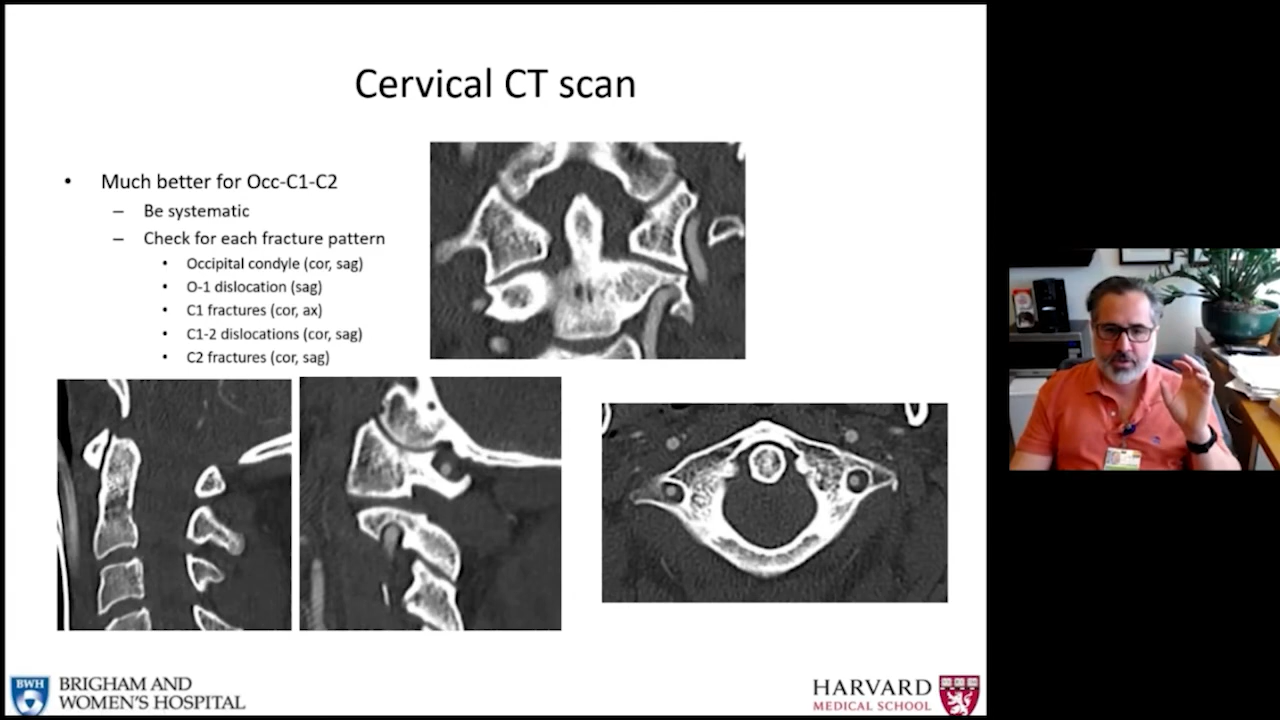 Cervical CT scan
• Much better for Occ-C1-C2
– Be systematic
– Check for each fracture pattern
• Occipital condyle (cor, sag)
• O-1 dislocation (sag)
• C1 fractures (cor, ax)
• C1-2 dislocations (cor, sag)
• C2 fractures (cor, sag)
BWH
BRIGHAM AND
WOMEN'S HOSPITAL
HARVARD
MEDICAL SCHOOL